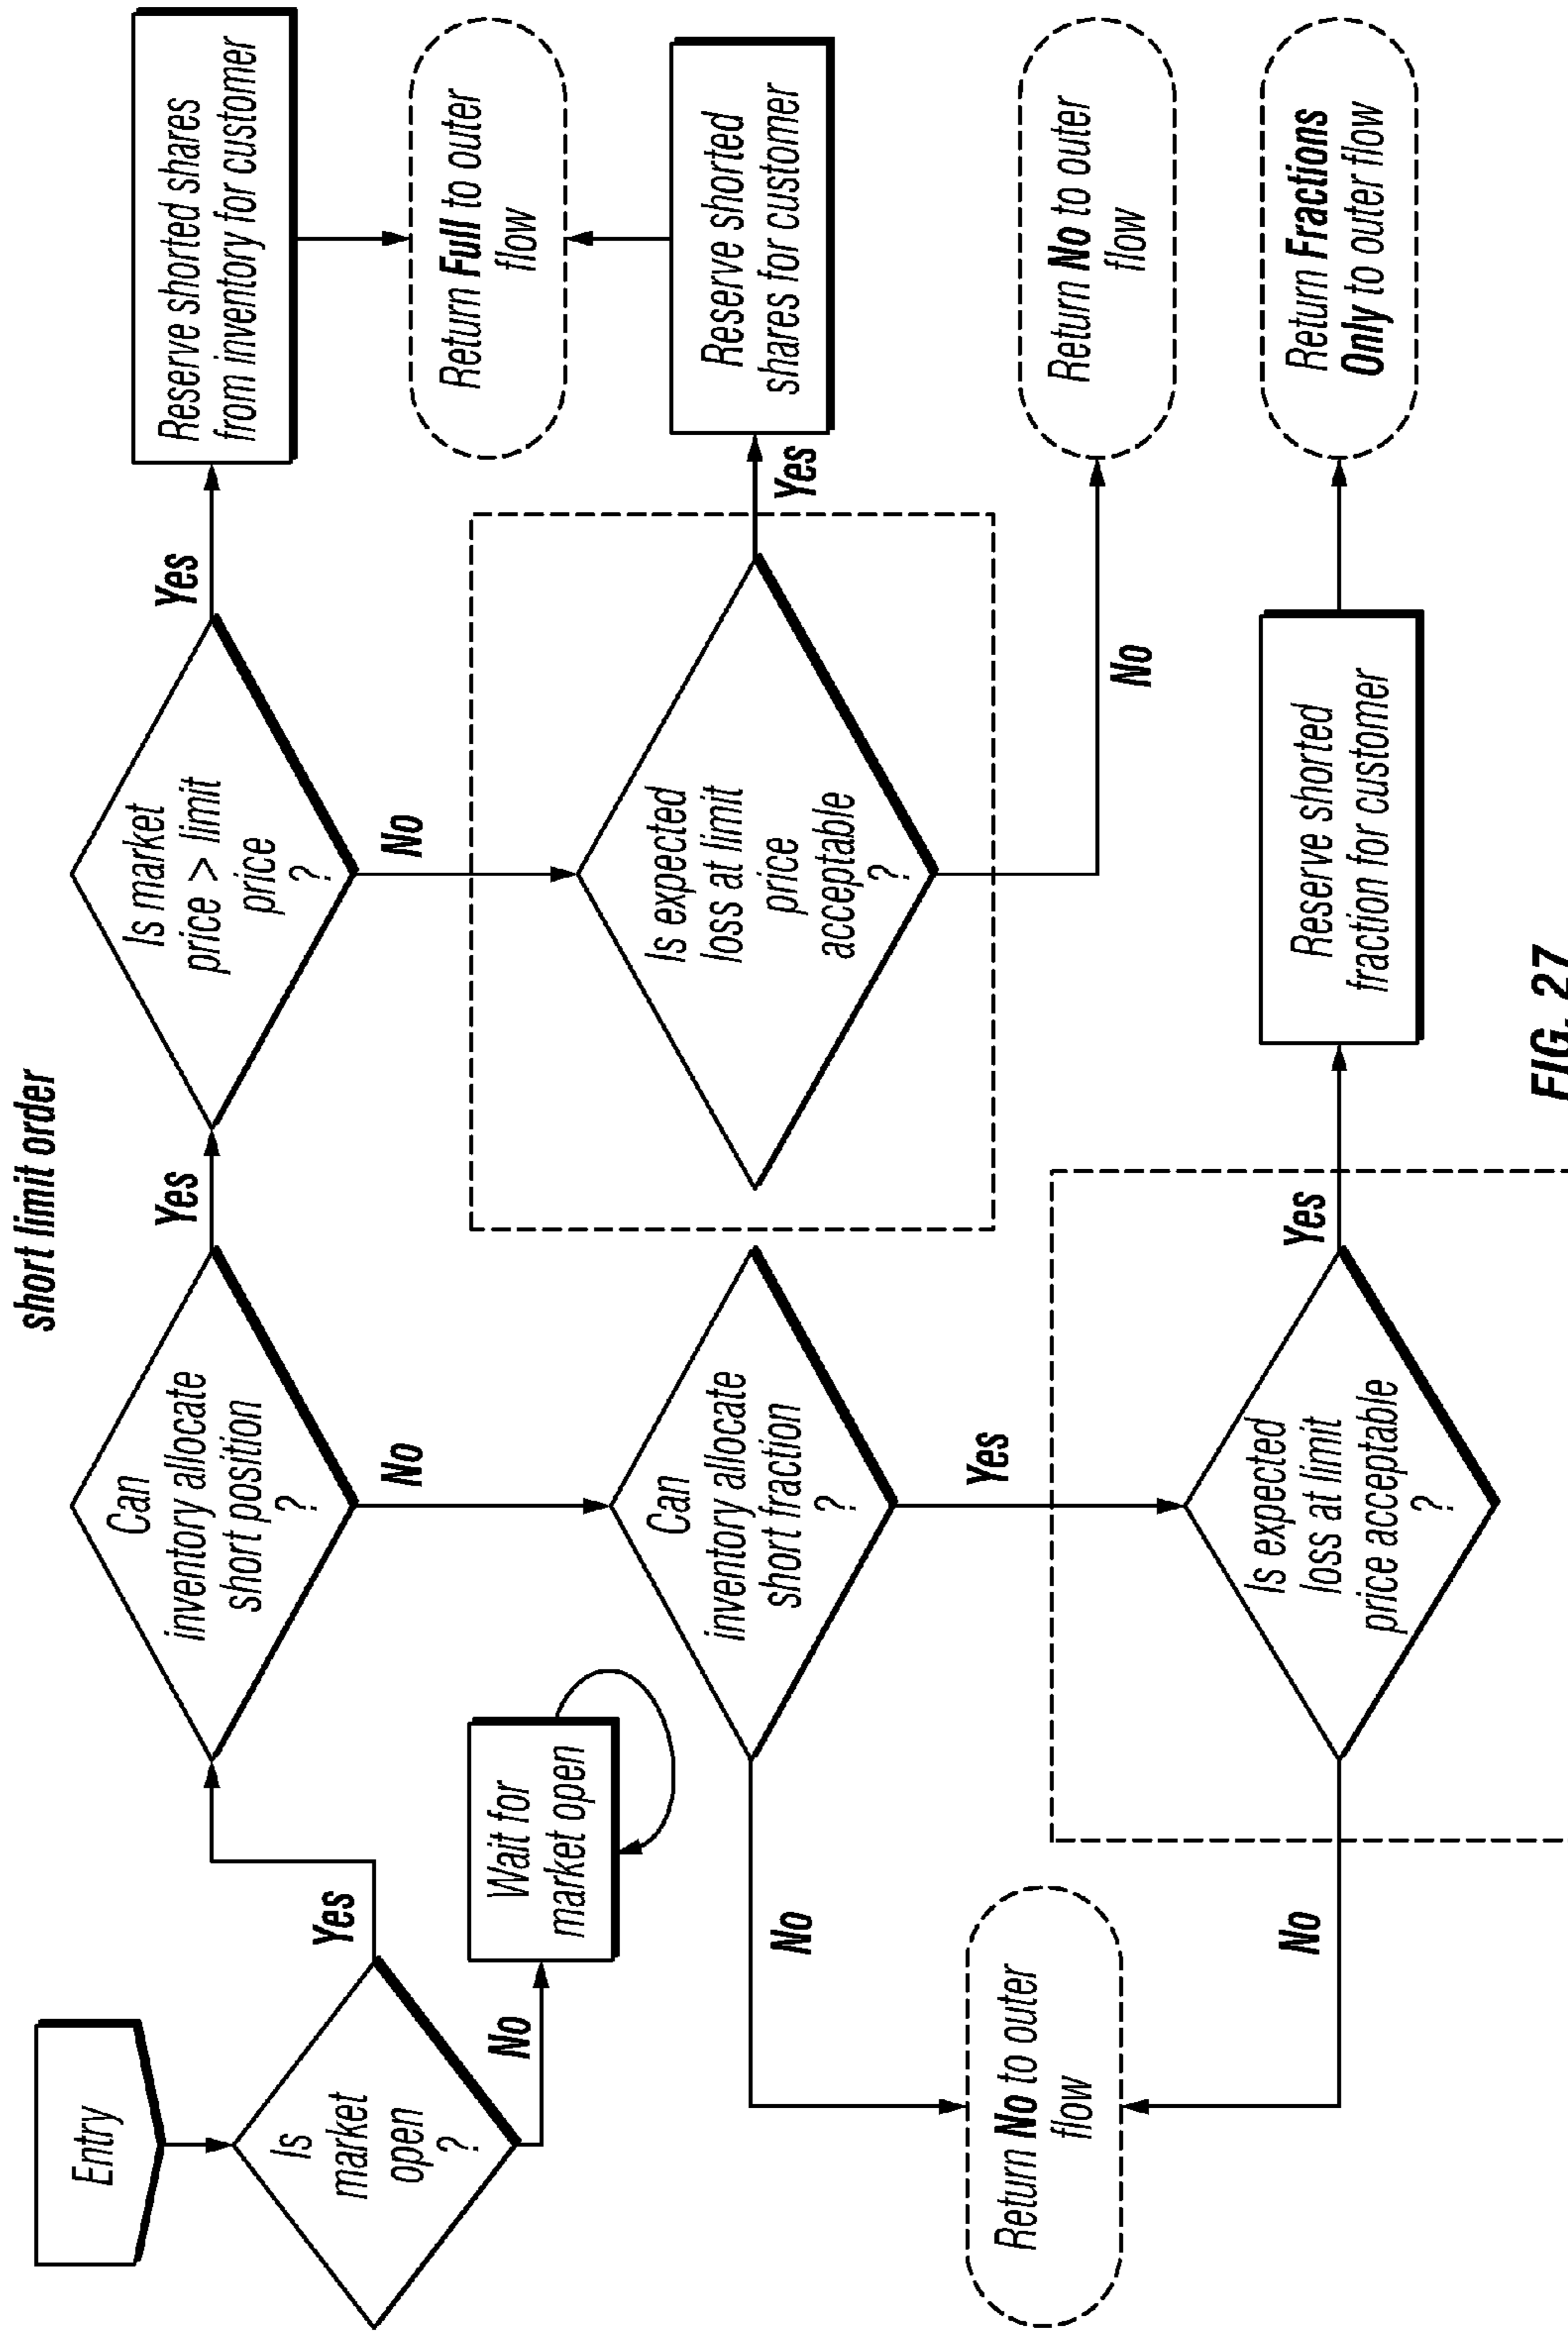 short limit order
Entry
Is
market
open
?
Yes
No
Wait for
market open
Can
inventory allocate
short position
?
Yes
No
Is market
price > limit
price
?
Yes
No
Reserve shorted shares
from inventory for customer
Return Full to outer
flow
Is expected
loss at limit
price
acceptable
?
Yes
No
Reserve shorted
shares for customer
Return No to outer
flow
Can
inventory allocate
short fraction
?
No
Yes
Return No to outer
flow
Is expected
loss at limit
price acceptable
?
No
Yes
Reserve shorted
fraction for customer
Return Fractions
Only to outer flow
FIG. 27